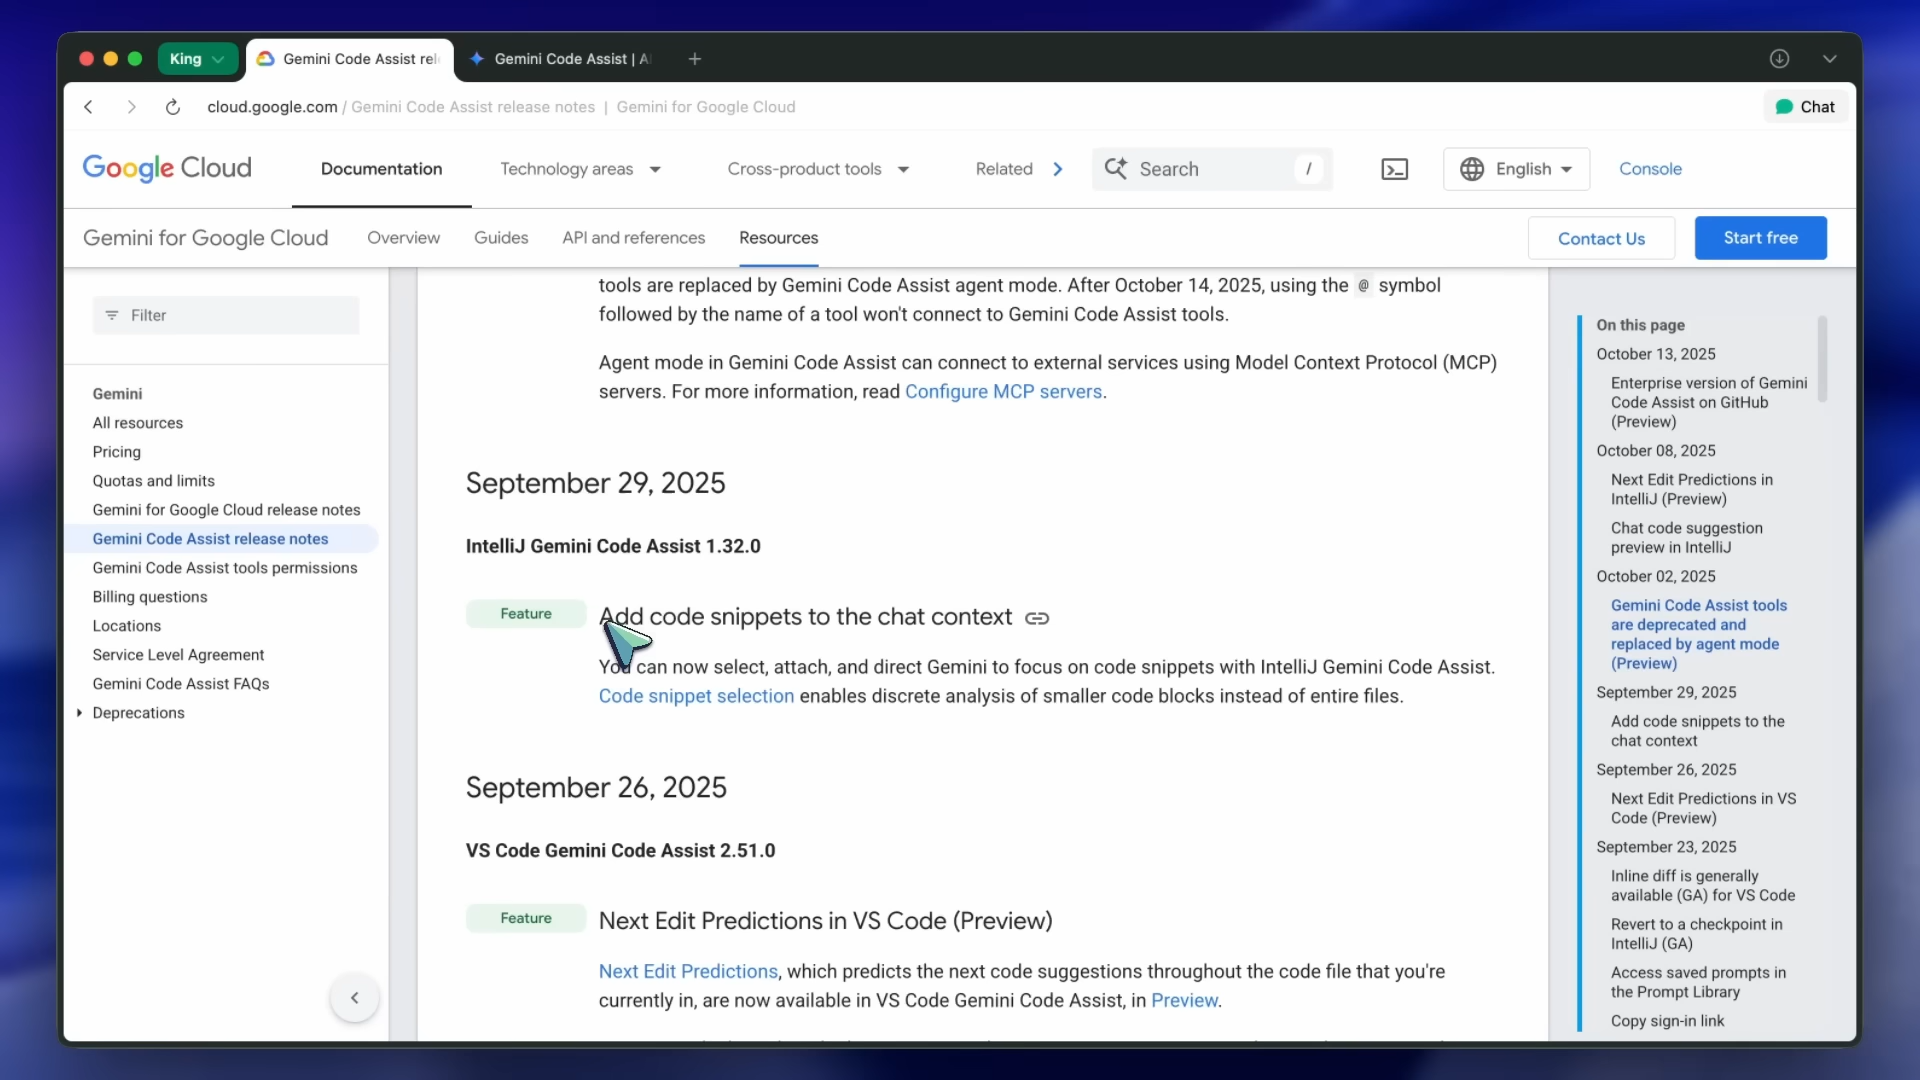 King
Gemini Code Assist rel
Gemini Code Assist | A
cloud.google.com / Gemini Code Assist release notes | Gemini for Google Cloud
Chat
Google Cloud
Documentation
Technology areas
Cross-product tools
Related
Search
/
English
Console
Gemini for Google Cloud
Overview
Guides
API and references
Resources
Contact Us
Start free
Filter
Gemini
All resources
Pricing
Quotas and limits
Gemini for Google Cloud release notes
Gemini Code Assist release notes
Gemini Code Assist tools permissions
Billing questions
Locations
Service Level Agreement
Gemini Code Assist FAQs
Deprecations
tools are replaced by Gemini Code Assist agent mode. After October 14, 2025, using the @ symbol
followed by the name of a tool won't connect to Gemini Code Assist tools.
Agent mode in Gemini Code Assist can connect to external services using Model Context Protocol (MCP)
servers. For more information, read Configure MCP servers.
September 29, 2025
IntelliJ Gemini Code Assist 1.32.0
Feature
Add code snippets to the chat context
You can now select, attach, and direct Gemini to focus on code snippets with IntelliJ Gemini Code Assist.
Code snippet selection enables discrete analysis of smaller code blocks instead of entire files.
September 26, 2025
VS Code Gemini Code Assist 2.51.0
Feature
Next Edit Predictions in VS Code (Preview)
Next Edit Predictions, which predicts the next code suggestions throughout the code file that you're
currently in, are now available in VS Code Gemini Code Assist, in Preview.
On this page
October 13, 2025
Enterprise version of Gemini
Code Assist on GitHub
(Preview)
October 08, 2025
Next Edit Predictions in
IntelliJ (Preview)
Chat code suggestion
preview in IntelliJ
October 02, 2025
Gemini Code Assist tools
are deprecated and
replaced by agent mode
(Preview)
September 29, 2025
Add code snippets to the
chat context
September 26, 2025
Next Edit Predictions in VS
Code (Preview)
September 23, 2025
Inline diff is generally
available (GA) for VS Code
Revert to a checkpoint in
IntelliJ (GA)
Access saved prompts in
the Prompt Library
Copy sign-in link